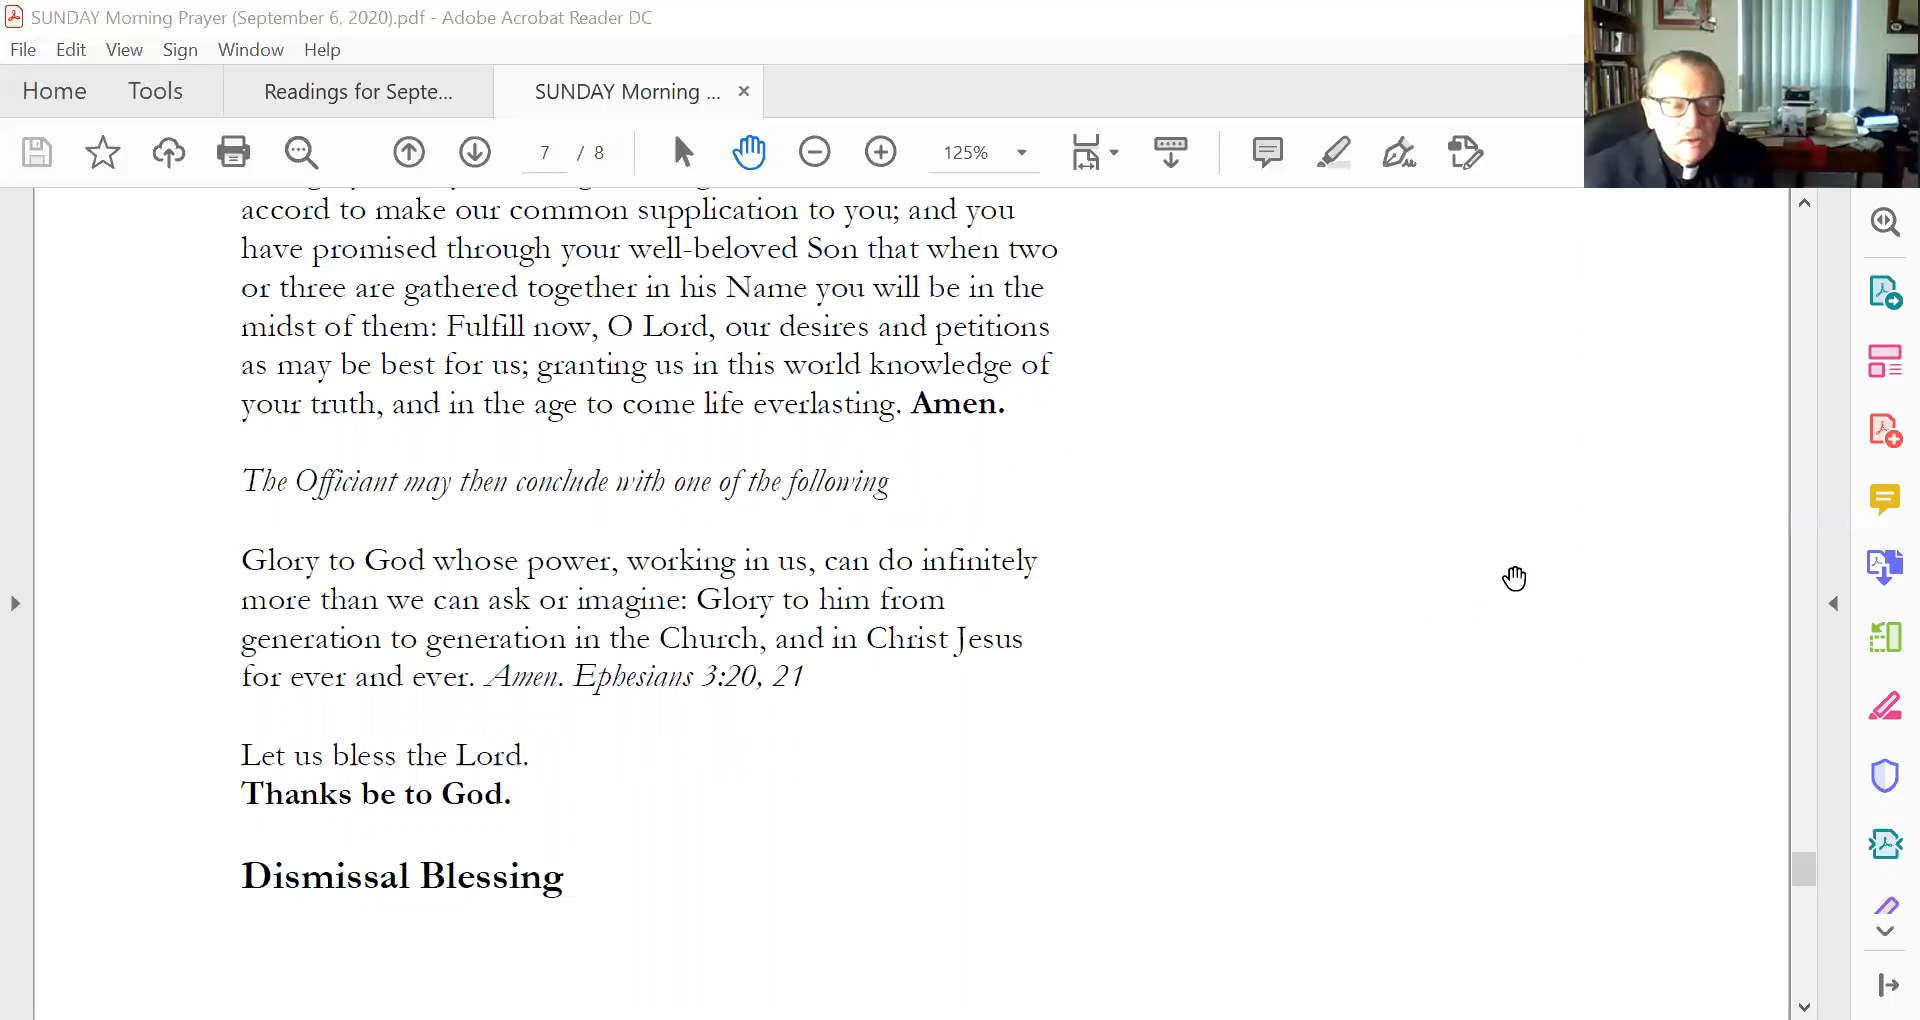 SUNDAY Morning Prayer (September 6, 2020).pdf - Adobe Acrobat Reader DC
File Edit View Sign Window Help
Home Tools Readings for Septe... SUNDAY Morning ... ×
7 / 8 125%
accord to make our common supplication to you; and you
have promised through your well-beloved Son that when two
or three are gathered together in his Name you will be in the
midst of them: Fulfill now, O Lord, our desires and petitions
as may be best for us; granting us in this world knowledge of
your truth, and in the age to come life everlasting. Amen.
The Officiant may then conclude with one of the following
Glory to God whose power, working in us, can do infinitely
more than we can ask or imagine: Glory to him from
generation to generation in the Church, and in Christ Jesus
for ever and ever. Amen. Ephesians 3:20, 21
Let us bless the Lord.
Thanks be to God.
Dismissal Blessing